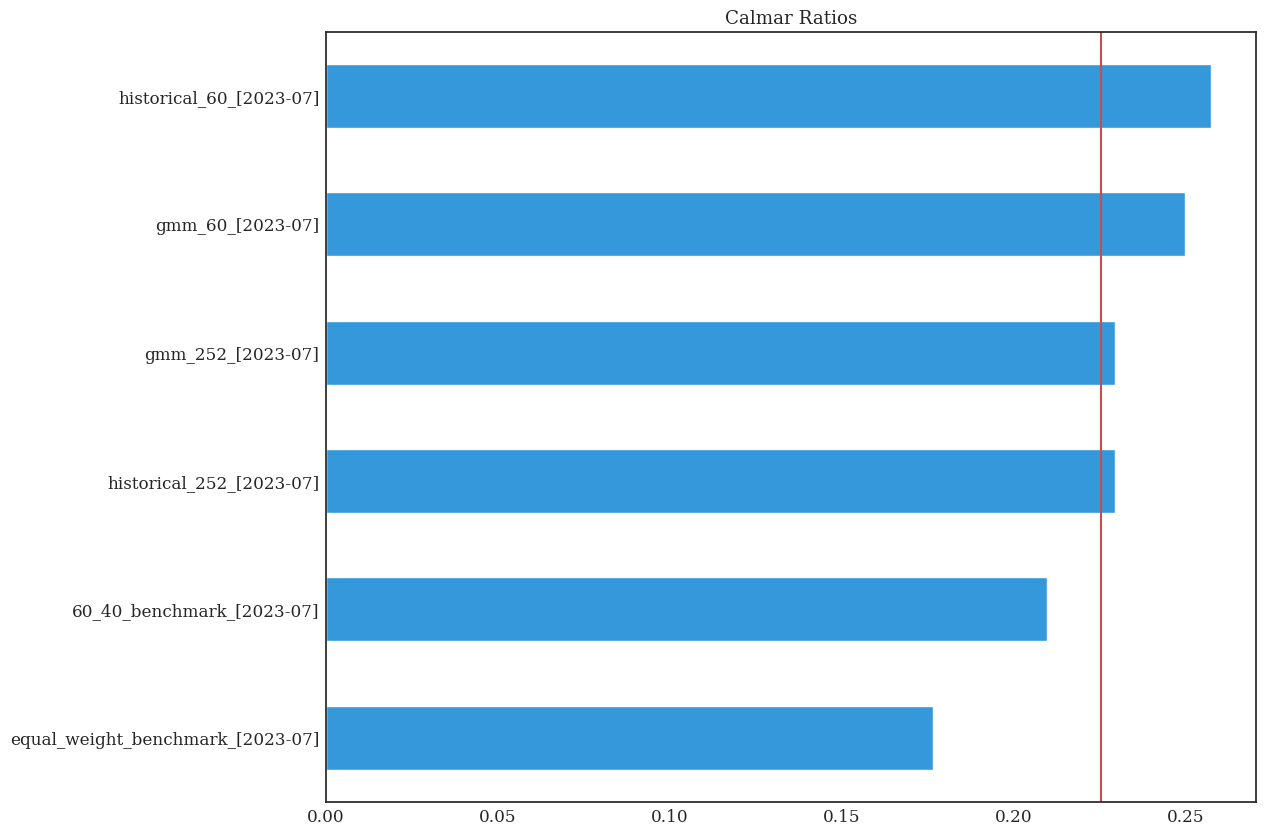 Calmar Ratios
historical_60_[2023-07]
gmm_60_[2023-07]
gmm_252_[2023-07]
historical_252_[2023-07]
60_40_benchmark_[2023-07]
equal_weight_benchmark_[2023-07]
0.00 0.05 0.10 0.15 0.20 0.25